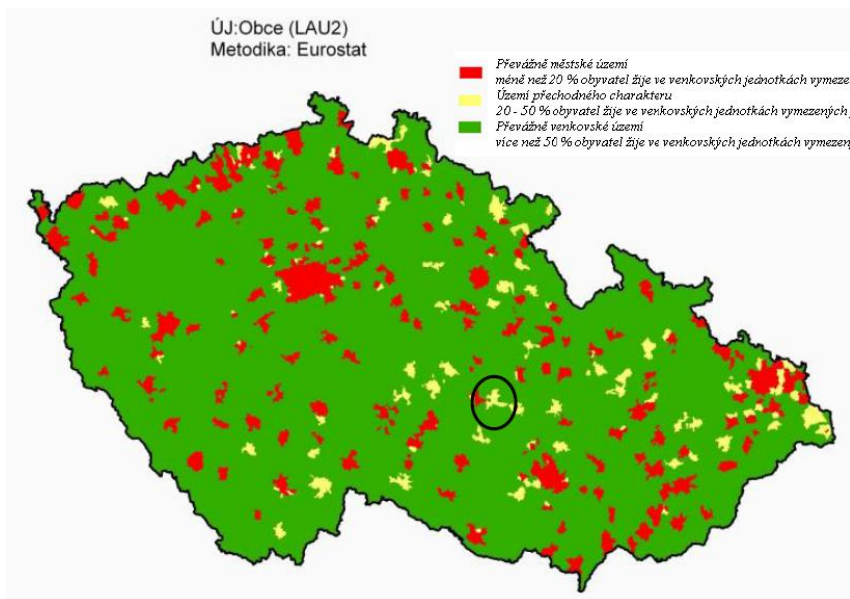 ÚJ:Obce (LAU2)
Metodika: Eurostat
Převážně městské území
méně než 20 % obyvatel žije ve venkovských jednotkách
Území přechodného charakteru
20 - 50 % obyvatel žije ve venkovských jednotkách vymezených
Převážně venkovské území
více než 50 % obyvatel žije ve venkovských jednotkách